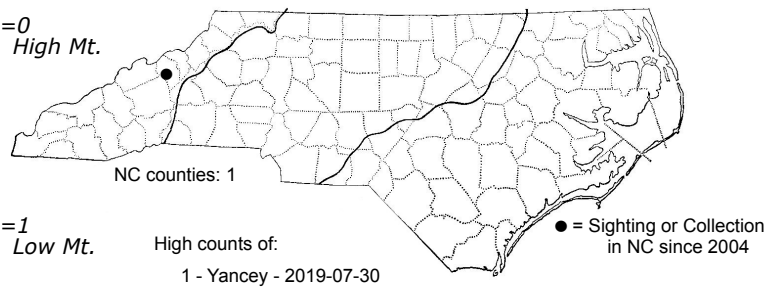 =0
High Mt.
NC counties: 1
=1
Low Mt.
High counts of:
1 - Yancey - 2019-07-30
● = Sighting or Collection
in NC since 2004